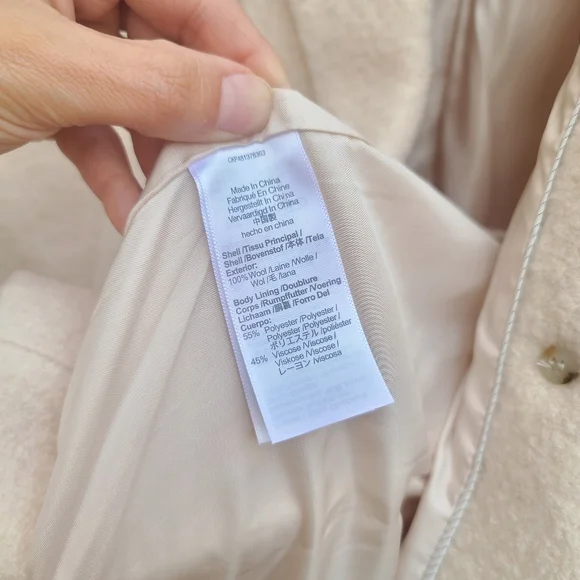 Made In China
Fabriqué En Chine
Hergestellt In China
Vervaardigd In China
中国製
hecho en china
Shell /Tissu Principal /
Shell /Bovenstof /本体 /Tela
Exterior:
100% Wool /Laine /Wolle /
Wol /毛 /lana
Body Lining /Doublure
Corps /Rumpffutter /Voering
Lichaam /胴裏 /Forro Del
Cuerpo:
55% Polyester /Polyester /
Polyester /Polyester /
ポリエステル /poliéster
45% Viscose /Viscose /
Viskose /Viscose /
レーヨン /viscosa